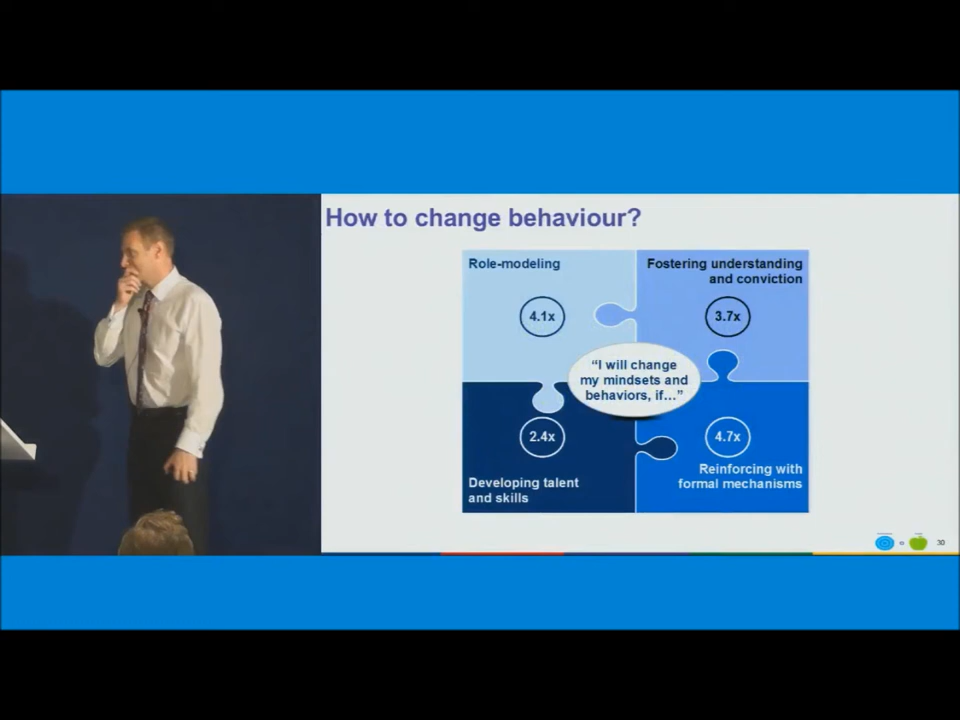 How to change behaviour?
Role-modeling
4.1x
Fostering understanding
and conviction
3.7x
“I will change
my mindsets and
behaviors, if…”
2.4x
Developing talent
and skills
4.7x
Reinforcing with
formal mechanisms
30